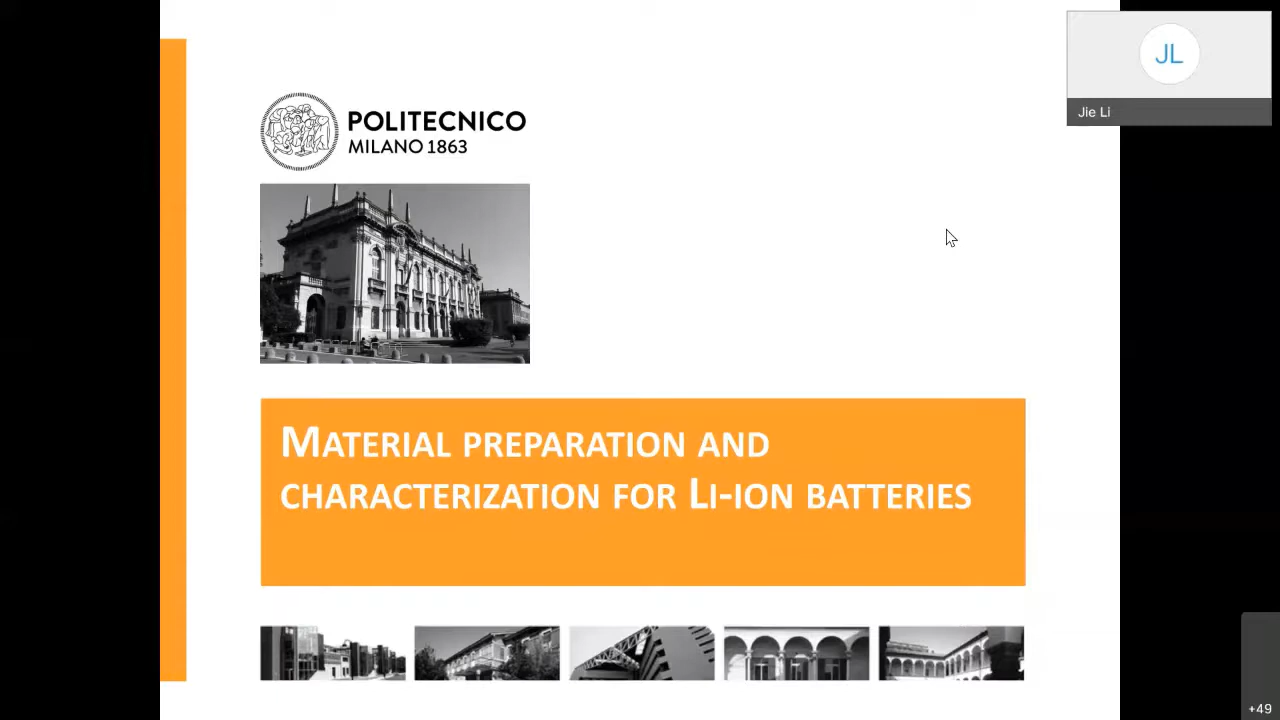 POLITECNICO
MILANO 1863
JL
Jie Li
MATERIAL PREPARATION AND
CHARACTERIZATION FOR LI-ION BATTERIES
+49